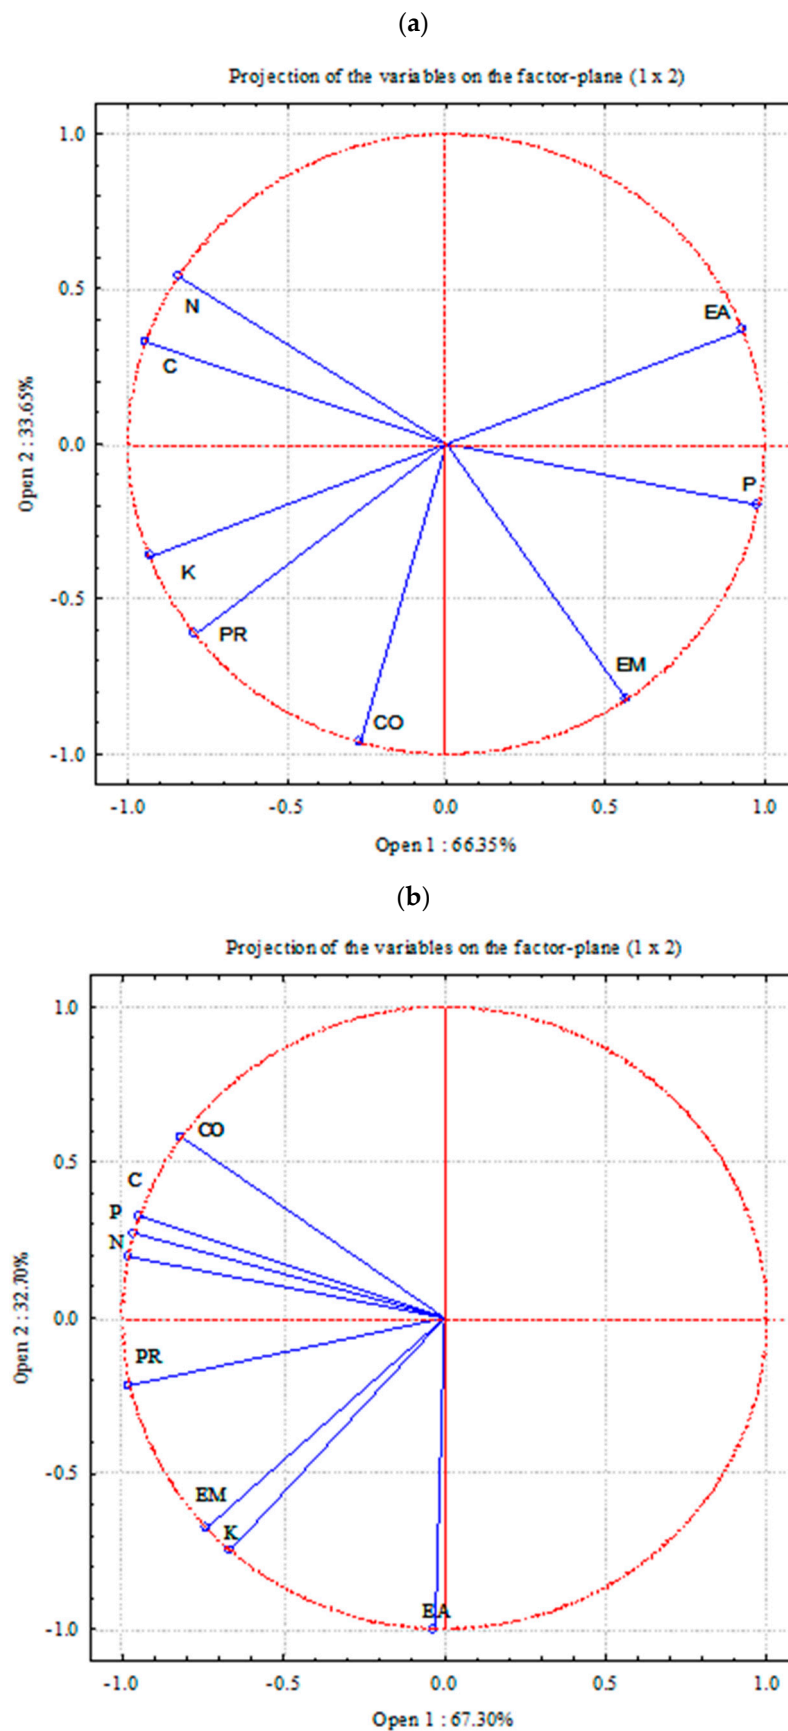 (a)
Projection of the variables on the factor-plane (1 x 2)
1.0
N
0.5
EA
C
Open 2 : 33.65%
0.0
P
K
-0.5
PR
EM
CO
-1.0
-1.0 -0.5 0.0 0.5 1.0
Open 1 : 66.35%
(b)
Projection of the variables on the factor-plane (1 x 2)
1.0
CO
0.5
C
P
N
Open 2 : 32.70%
0.0
PR
-0.5
EM
K
EA
-1.0
-1.0 -0.5 0.0 0.5 1.0
Open 1 : 67.30%